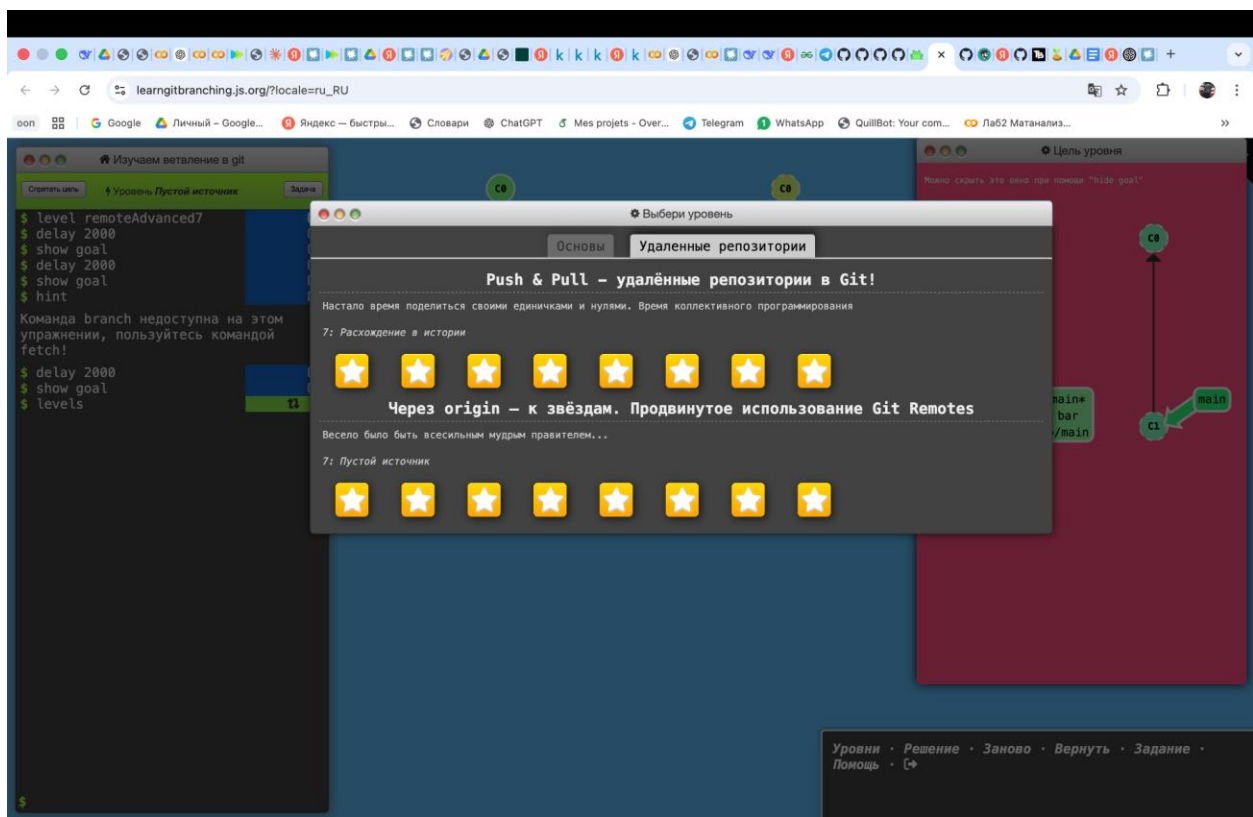 learngitbranching.js.org/?locale=ru_RU
Google
Личный – Google...
Яндекс — быстры...
Словари
ChatGPT
Mes projets - Over...
Telegram
WhatsApp
QuillBot: Your com...
Лаб2 Матанализ...
Изучаем ветвление в git
Спрятать цель
Уровень Пустой источник
Задача
$ level remoteAdvanced7
$ delay 2000
$ show goal
$ delay 2000
$ show goal
$ hint
Команда branch недоступна на этом
упражнении, пользуйтесь командой
fetch!
$ delay 2000
$ show goal
$ levels
$
C0
C0
Выбери уровень
Основы
Удаленные репозитории
Push & Pull – удалённые репозитории в Git!
Настало время поделиться своими единичками и нулями. Время коллективного программирования
7: Расхождение в истории
Через origin – к звёздам. Продвинутое использование Git Remotes
Весело было быть всесильным мудрым правителем...
7: Пустой источник
Цель уровня
Можно скрыть это окно при помощи "hide goal"
C0
main*
bar
/main
C1
main
Уровни · Решение · Заново · Вернуть · Задание ·
Помощь ·